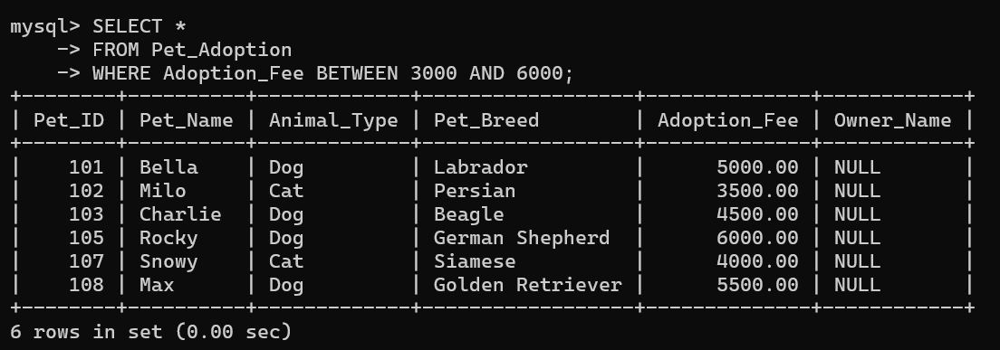 mysql> SELECT *
    -> FROM Pet_Adoption
    -> WHERE Adoption_Fee BETWEEN 3000 AND 6000;
+--------+----------+-------------+------------------+--------------+------------+
| Pet_ID | Pet_Name | Animal_Type | Pet_Breed        | Adoption_Fee | Owner_Name |
+--------+----------+-------------+------------------+--------------+------------+
|    101 | Bella    | Dog         | Labrador         |      5000.00 | NULL       |
|    102 | Milo     | Cat         | Persian          |      3500.00 | NULL       |
|    103 | Charlie  | Dog         | Beagle           |      4500.00 | NULL       |
|    105 | Rocky    | Dog         | German Shepherd  |      6000.00 | NULL       |
|    107 | Snowy    | Cat         | Siamese          |      4000.00 | NULL       |
|    108 | Max      | Dog         | Golden Retriever |      5500.00 | NULL       |
+--------+----------+-------------+------------------+--------------+------------+
6 rows in set (0.00 sec)